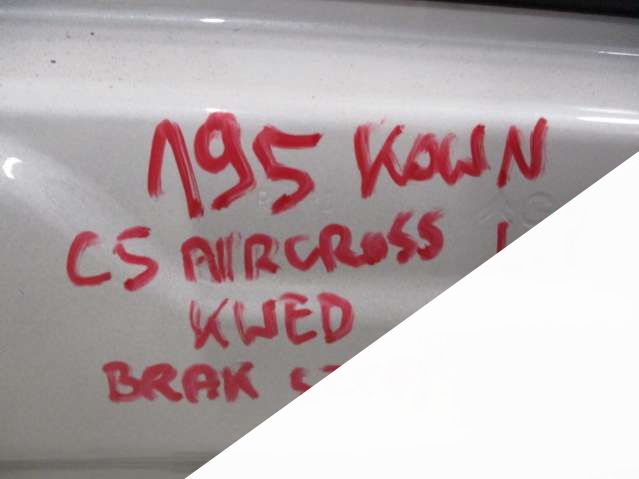 195 KOWN
C5 AIRCROSS
KWED
BRAK